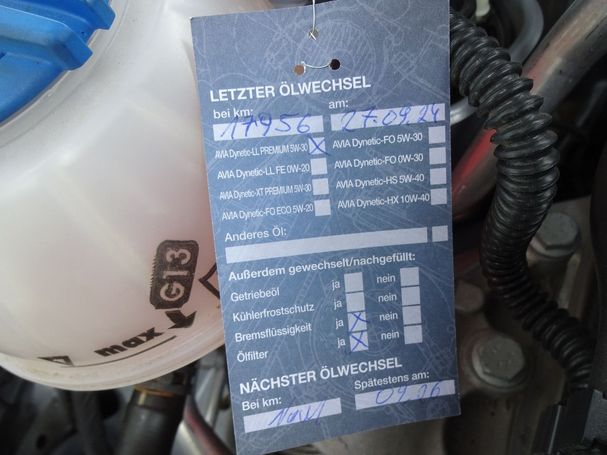 LETZTER ÖLWECHSEL
bei km: am:
17956 27.09.24
AVIA Dynetic-LL PREMIUM 5W-30 X AVIA Dynetic-FO 5W-30
AVIA Dynetic-LL FE 0W-20 AVIA Dynetic-FO 0W-30
AVIA Dynetic-XT PREMIUM 5W-30 AVIA Dynetic-HS 5W-40
AVIA Dynetic-FO ECO 5W-20 AVIA Dynetic-HX 10W-40
Anderes Öl:
Außerdem gewechselt/nachgefüllt:
Getriebeöl ja nein
Kühlerfrostschutz ja nein
Bremsflüssigkeit ja X nein
Ölfilter ja X nein
NÄCHSTER ÖLWECHSEL
Bei km: Spätestens am:
09.26
G13
max